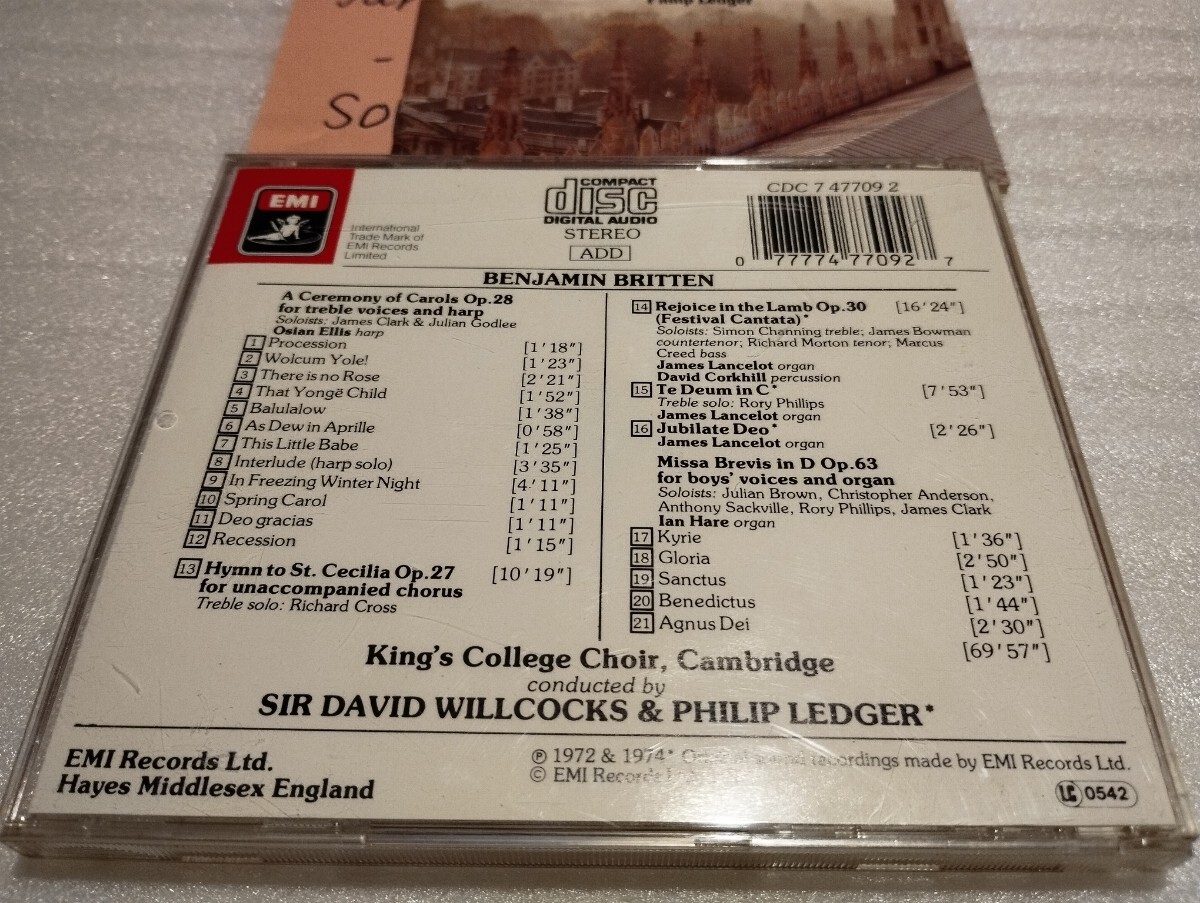 Philip Ledger
-
So
EMI
International
Trade Mark of
EMI Records
Limited
COMPACT
disc
DIGITAL AUDIO
STEREO
ADD
CDC 7 47709 2
0 77774 77092 7
BENJAMIN BRITTEN
A Ceremony of Carols Op.28
for treble voices and harp
Soloists: James Clark & Julian Godlee
Osian Ellis harp
1 Procession [1'18"]
2 Wolcum Yole! [1'23"]
3 There is no Rose [2'21"]
4 That Yongë Child [1'52"]
5 Balulalow [1'38"]
6 As Dew in Aprille [0'58"]
7 This Little Babe [1'25"]
8 Interlude (harp solo) [3'35"]
9 In Freezing Winter Night [4'11"]
10 Spring Carol [1'11"]
11 Deo gracias [1'11"]
12 Recession [1'15"]
13 Hymn to St. Cecilia Op.27 [10'19"]
for unaccompanied chorus
Treble solo: Richard Cross
14 Rejoice in the Lamb Op.30 [16'24"]
(Festival Cantata)*
Soloists: Simon Channing treble; James Bowman
countertenor; Richard Morton tenor; Marcus
Creed bass
James Lancelot organ
David Corkhill percussion
15 Te Deum in C* [7'53"]
Treble solo: Rory Phillips
James Lancelot organ
16 Jubilate Deo* [2'26"]
James Lancelot organ
Missa Brevis in D Op.63
for boys' voices and organ
Soloists: Julian Brown, Christopher Anderson,
Anthony Sackville, Rory Phillips, James Clark
Ian Hare organ
17 Kyrie [1'36"]
18 Gloria [2'50"]
19 Sanctus [1'23"]
20 Benedictus [1'44"]
21 Agnus Dei [2'30"]
[69'57"]
King's College Choir, Cambridge
conducted by
SIR DAVID WILLCOCKS & PHILIP LEDGER*
EMI Records Ltd.
Hayes Middlesex England
℗ 1972 & 1974* Original sound recordings made by EMI Records Ltd.
© EMI Records
LC 0542